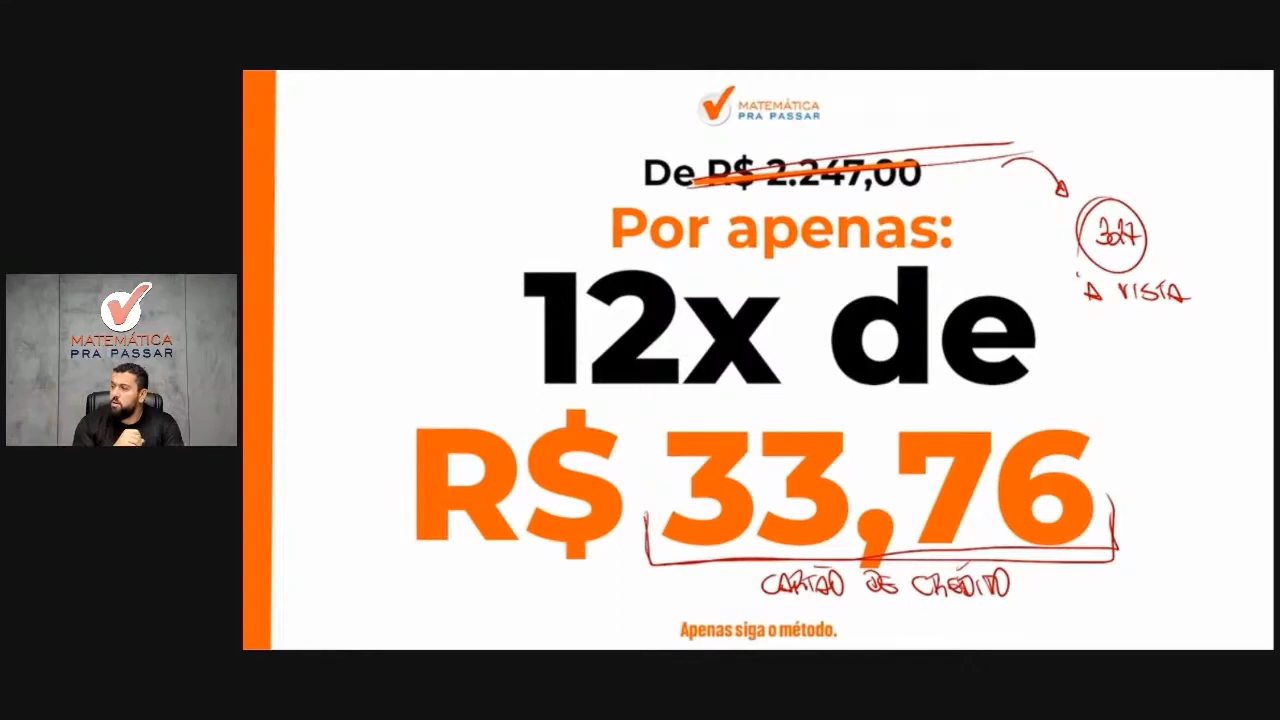 MATEMÁTICA
PRA PASSAR
De R$ 2.247,00
Por apenas:
12x de
R$ 33,76
À VISTA
CARTÃO DE CRÉDITO
Apenas siga o método.
MATEMÁTICA
PRA PASSAR